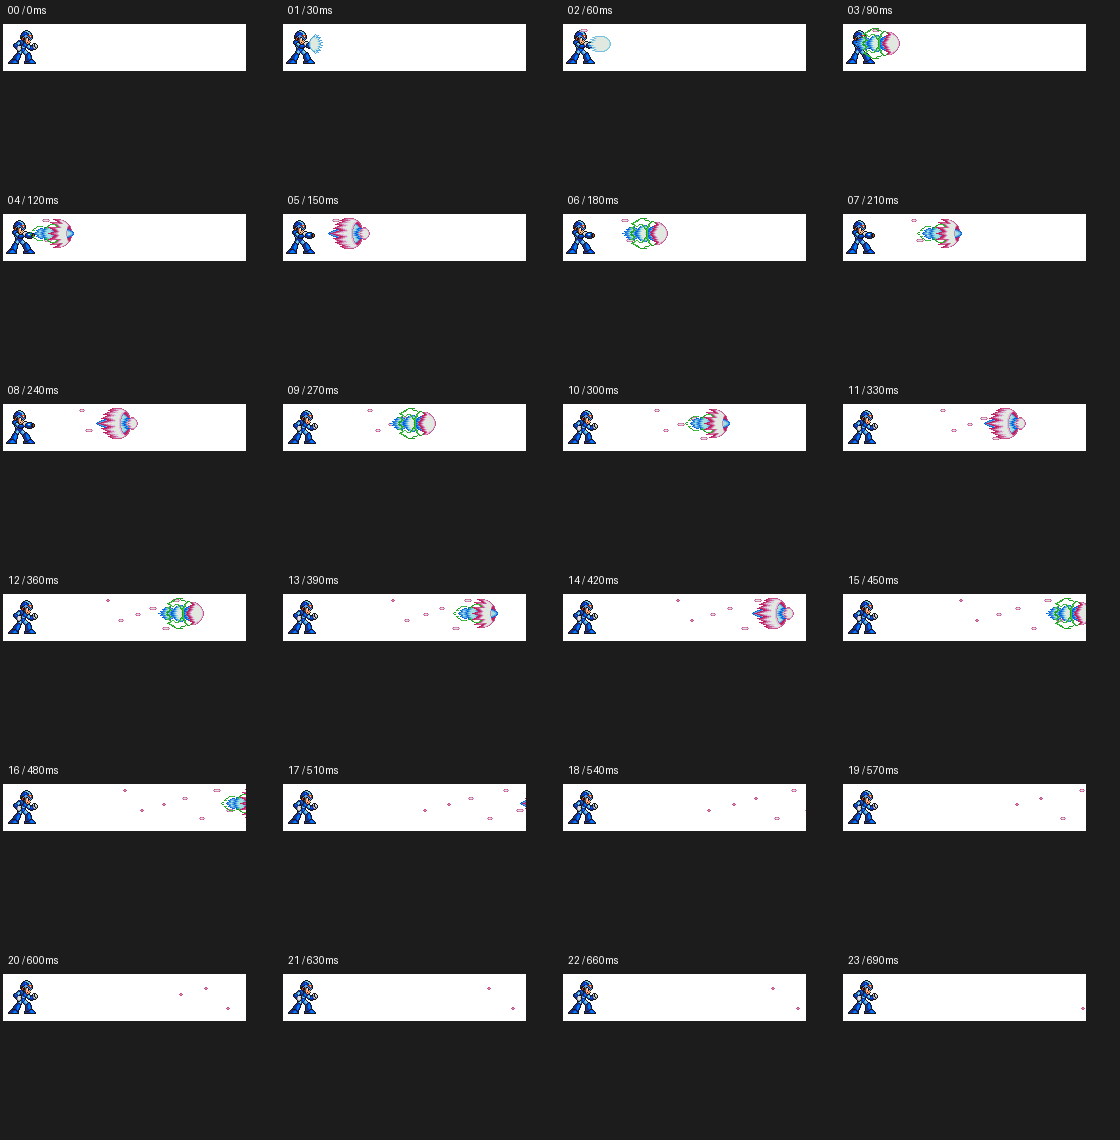 00 / 0ms
01 / 30ms
02 / 60ms
03 / 90ms
04 / 120ms
05 / 150ms
06 / 180ms
07 / 210ms
08 / 240ms
09 / 270ms
10 / 300ms
11 / 330ms
12 / 360ms
13 / 390ms
14 / 420ms
15 / 450ms
16 / 480ms
17 / 510ms
18 / 540ms
19 / 570ms
20 / 600ms
21 / 630ms
22 / 660ms
23 / 690ms